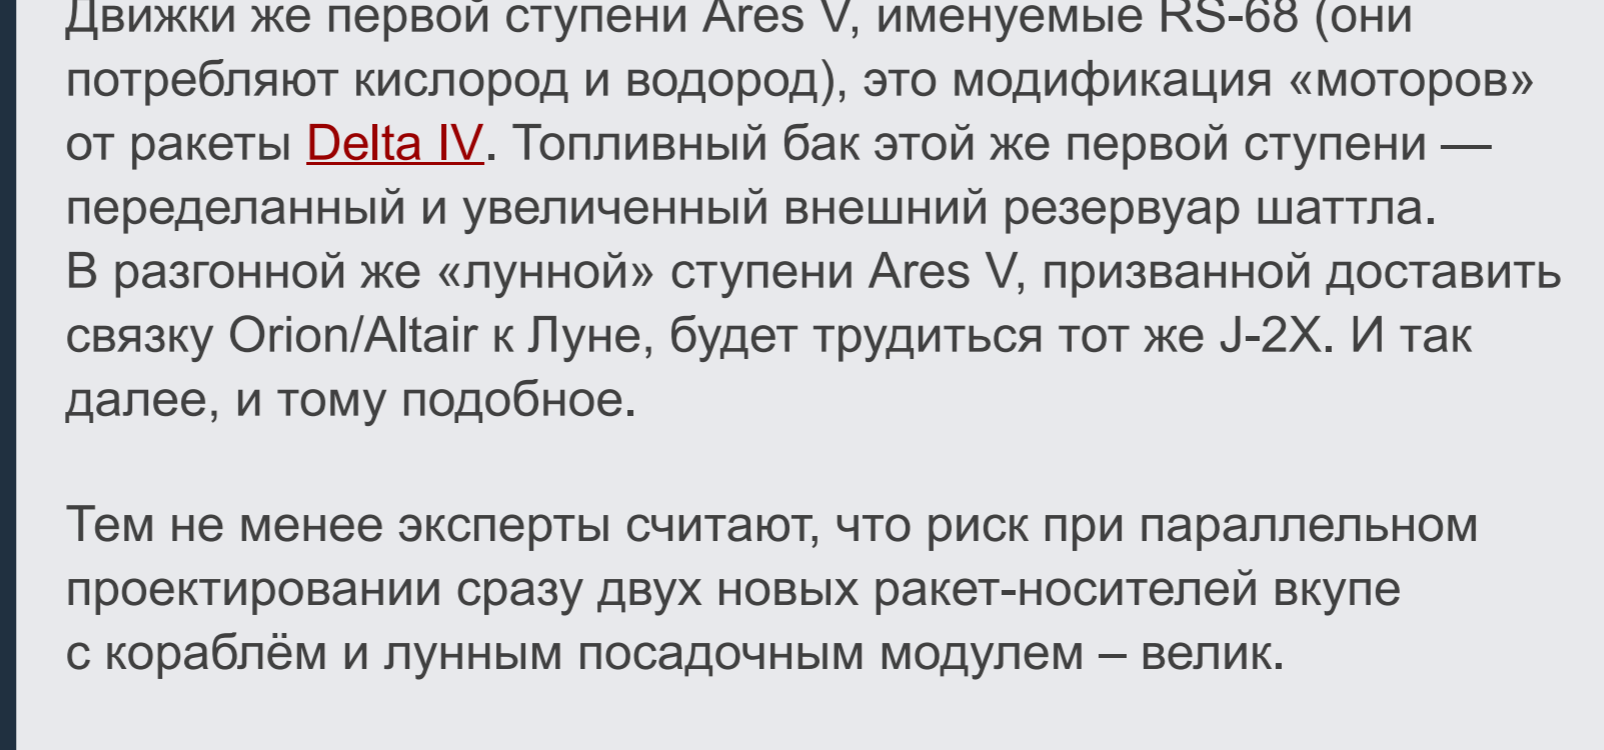 Движки же первой ступени Ares V, именуемые RS-68 (они
потребляют кислород и водород), это модификация «моторов»
от ракеты Delta IV. Топливный бак этой же первой ступени —
переделанный и увеличенный внешний резервуар шаттла.
В разгонной же «лунной» ступени Ares V, призванной доставить
связку Orion/Altair к Луне, будет трудиться тот же J-2X. И так
далее, и тому подобное.
Тем не менее эксперты считают, что риск при параллельном
проектировании сразу двух новых ракет-носителей вкупе
с кораблём и лунным посадочным модулем – велик.